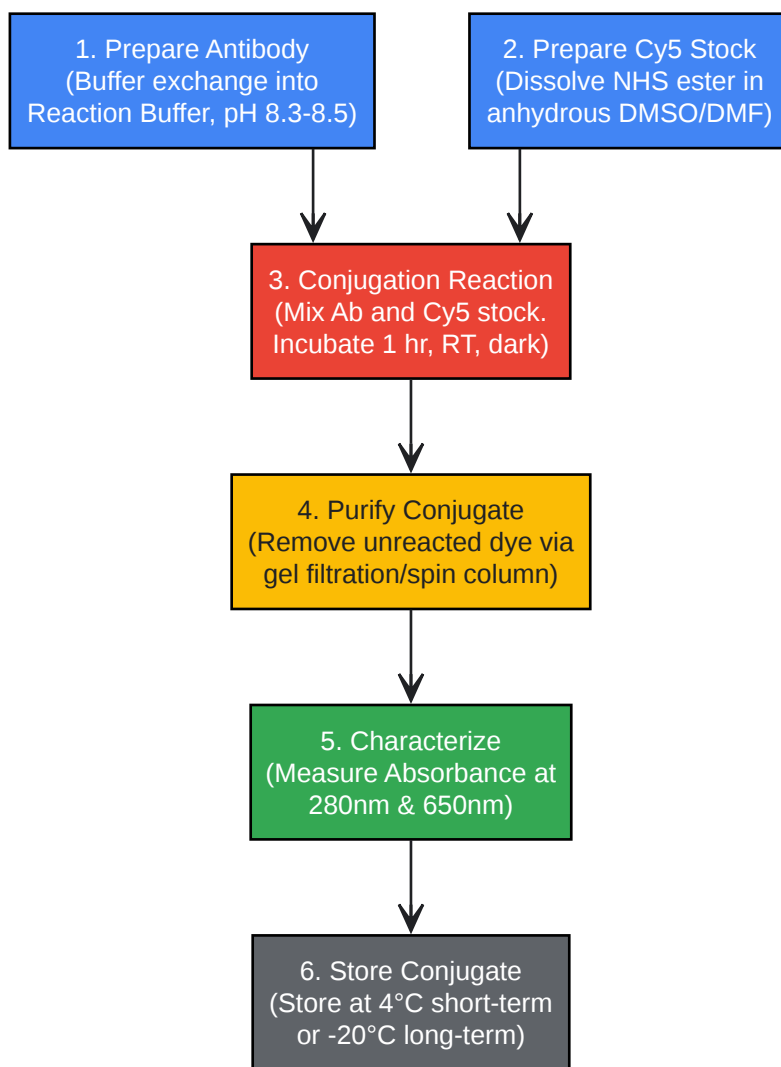 1. Prepare Antibody
(Buffer exchange into
Reaction Buffer, pH 8.3-8.5)
2. Prepare Cy5 Stock
(Dissolve NHS ester in
anhydrous DMSO/DMF)
3. Conjugation Reaction
(Mix Ab and Cy5 stock.
Incubate 1 hr, RT, dark)
4. Purify Conjugate
(Remove unreacted dye via
gel filtration/spin column)
5. Characterize
(Measure Absorbance at
280nm & 650nm)
6. Store Conjugate
(Store at 4°C short-term
or -20°C long-term)